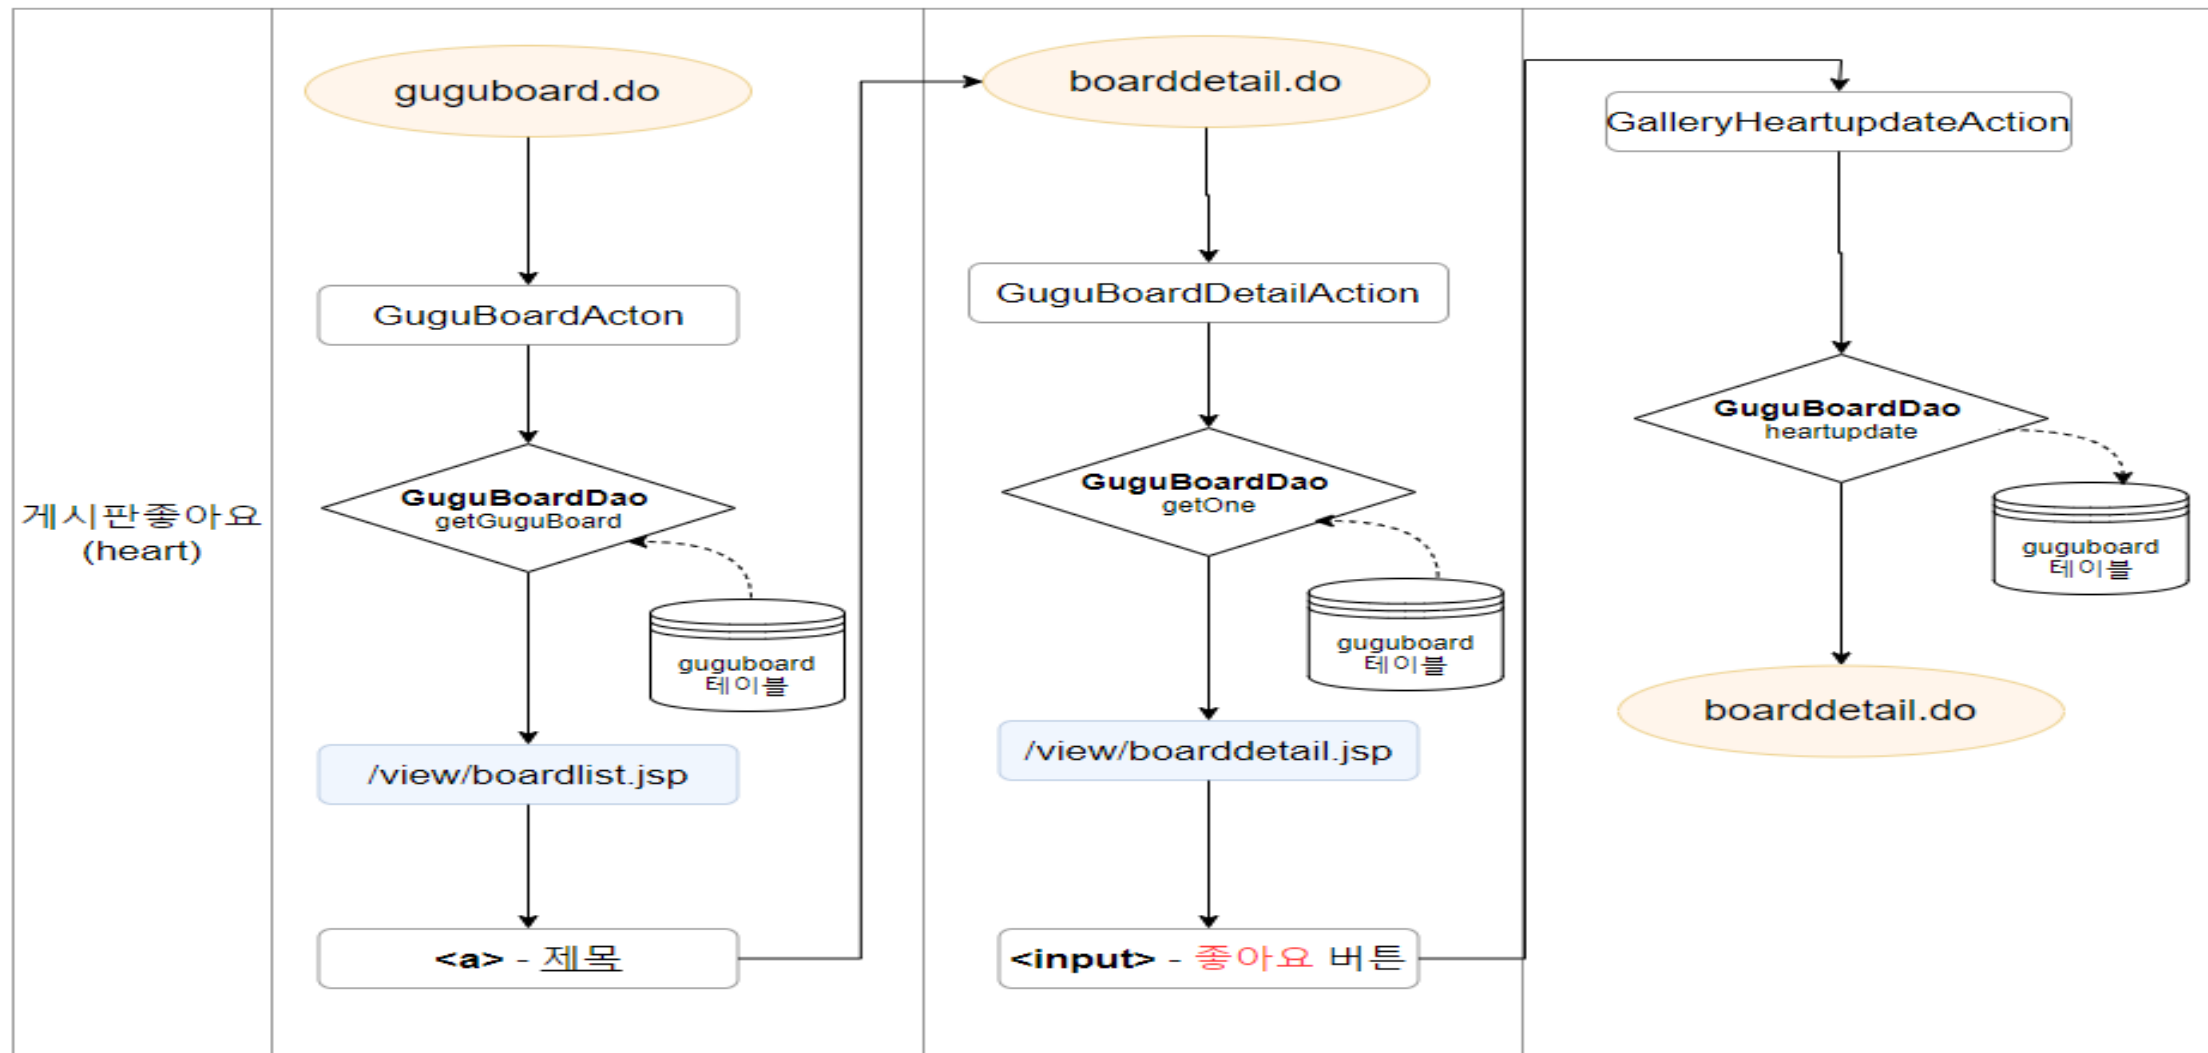 게시판좋아요
(heart)
guguboard.do
GuguBoardActon
GuguBoardDao
getGuguBoard
guguboard
테이블
/view/boardlist.jsp
<a> - 제목
boarddetail.do
GuguBoardDetailAction
GuguBoardDao
getOne
guguboard
테이블
/view/boarddetail.jsp
<input> - 좋아요 버튼
GalleryHeartupdateAction
GuguBoardDao
heartupdate
guguboard
테이블
boarddetail.do